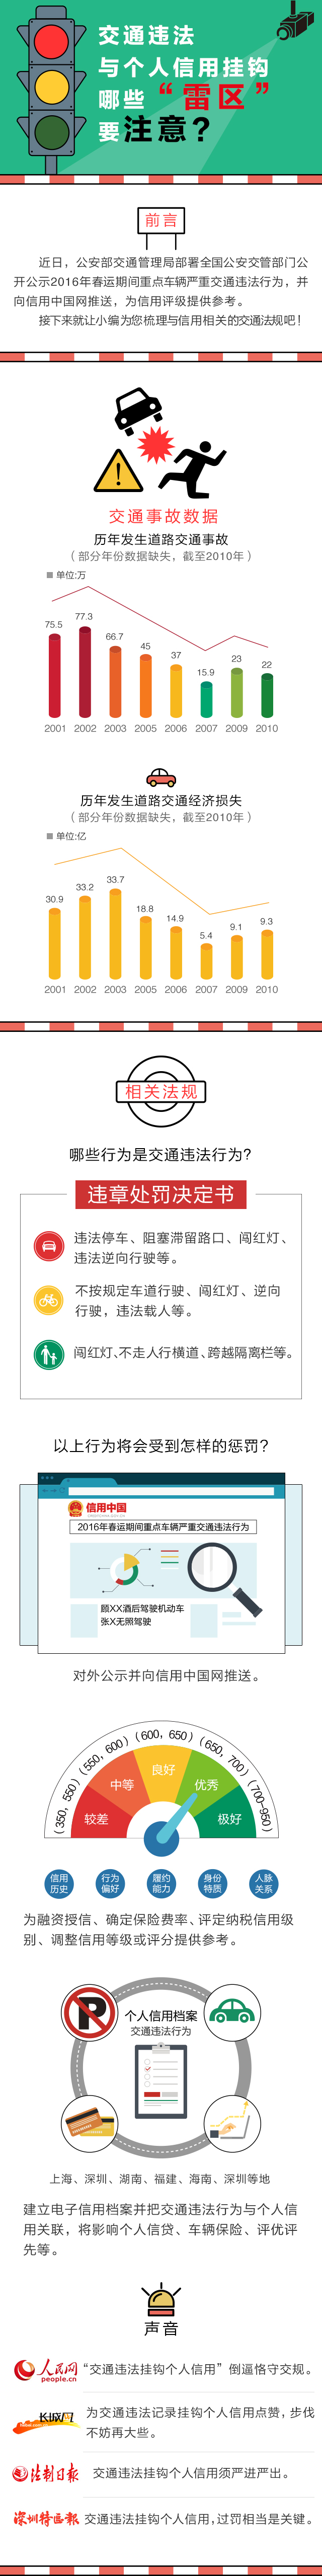 交通违法
与个人信用挂钩
哪些“雷区”
要注意？
前言
近日，公安部交通管理局部署全国公安交管部门公
开公示2016年春运期间重点车辆严重交通违法行为，并
向信用中国网推送，为信用评级提供参考。
接下来就让小编为您梳理与信用相关的交通法规吧！
交通事故数据
历年发生道路交通事故
（部分年份数据缺失，截至2010年）
单位:万
75.5 77.3 66.7 45 37 15.9 23 22
2001 2002 2003 2005 2006 2007 2009 2010
历年发生道路交通经济损失
（部分年份数据缺失，截至2010年）
单位:亿
30.9 33.2 33.7 18.8 14.9 5.4 9.1 9.3
2001 2002 2003 2005 2006 2007 2009 2010
相关法规
哪些行为是交通违法行为？
违章处罚决定书
违法停车、阻塞滞留路口、闯红灯、
违法逆向行驶等。
不按规定车道行驶、闯红灯、逆向
行驶，违法载人等。
闯红灯、不走人行横道、跨越隔离栏等。
以上行为将会受到怎样的惩罚？
信用中国
2016年春运期间重点车辆严重交通违法行为
顾XX酒后驾驶机动车
张X无照驾驶
对外公示并向信用中国网推送。
（350，550）（550，600）（600，650）（650，700）（700-950）
较差 中等 良好 优秀 极好
信用历史 行为偏好 履约能力 身份特质 人脉关系
为融资授信、确定保险费率、评定纳税信用级
别、调整信用等级或评分提供参考。
P
个人信用档案
交通违法行为
上海、深圳、湖南、福建、海南、深圳等地
建立电子信用档案并把交通违法行为与个人信
用关联，将影响个人信贷、车辆保险、评优评
先等。
声音
人民网
people.cn
“交通违法挂钩个人信用”倒逼恪守交规。
长城网
为交通违法记录挂钩个人信用点赞，步伐
不妨再大些。
法制日报
交通违法挂钩个人信用须严进严出。
深圳特区报
交通违法挂钩个人信用，过罚相当是关键。